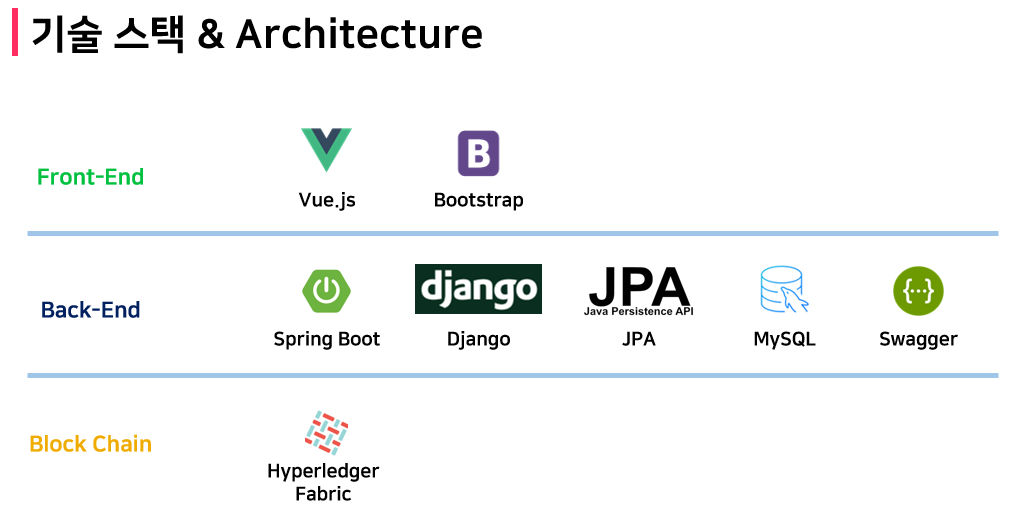 기술 스택 & Architecture
Front-End
B
Vue.js
Bootstrap
Back-End
django
JPA
Java Persistence API
{···}
Spring Boot
Django
JPA
MySQL
Swagger
Block Chain
Hyperledger
Fabric